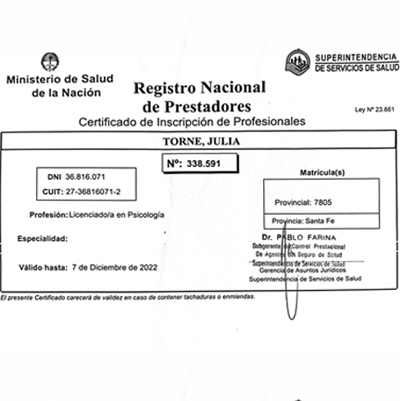 Ministerio de Salud
de la Nación
SUPERINTENDENCIA
DE SERVICIOS DE SALUD
Registro Nacional
de Prestadores
Ley Nº 23.661
Certificado de Inscripción de Profesionales
TORNE, JULIA
Nº: 338.591
DNI 36.816.071
CUIT: 27-36816071-2
Matrícula(s)
Provincial: 7805
Provincia: Santa Fe
Profesión: Licenciado/a en Psicología
Especialidad:
Válido hasta: 7 de Diciembre de 2022
Dr. PABLO FARINA
Subgerente de Control Prestacional
De Agentes del Seguro de Salud
Superintendencia de Servicios de Salud
Gerencia de Asuntos Jurídicos
Superintendencia de Servicios de Salud
El presente Certificado carecerá de validez en caso de contener tachaduras o enmiendas.